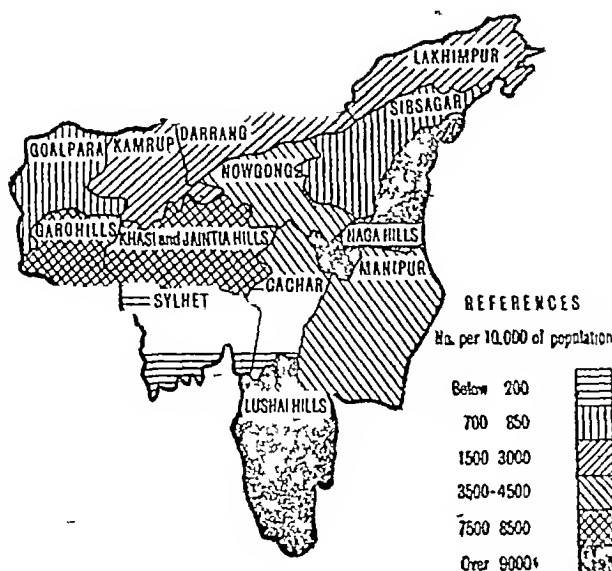 LAKHIMPUR
SIBSAGAR
DARRANG
GOALPARA
KAMRUP
NOWGONG
GARO HILLS
KHASI and JAINTIA HILLS
NAGA HILLS
MANIPUR
CACHAR
SYLHET
LUSHAI HILLS
REFERENCES
No. per 10,000 of population
Below 200
700 850
1500 3000
3500-4500
7500 8500
Over 9000